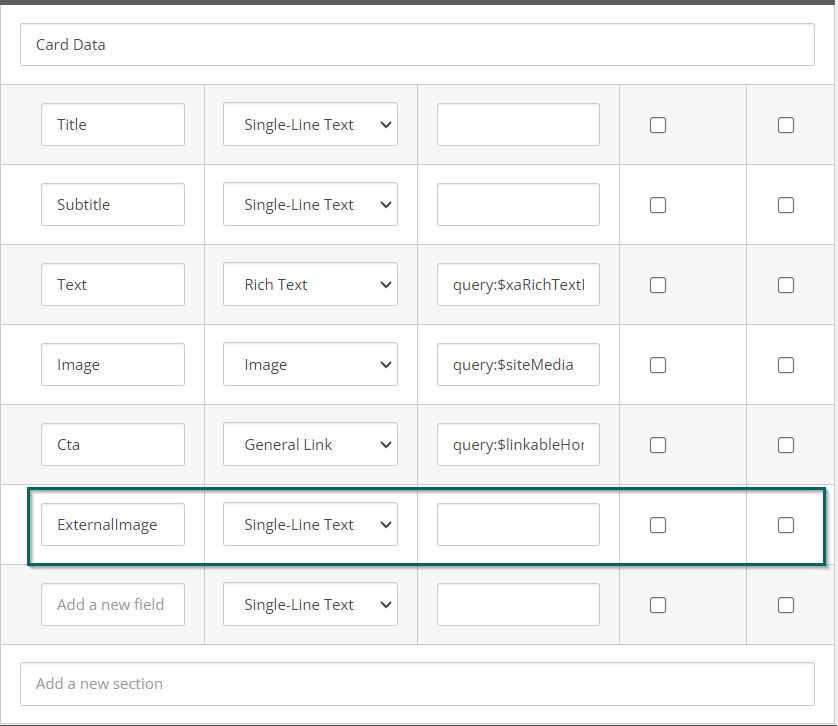 Card Data
Title Single-Line Text
Subtitle Single-Line Text
Text Rich Text query:$xaRichTextI
Image Image query:$siteMedia
Cta General Link query:$linkableHor
ExternalImage Single-Line Text
Add a new field Single-Line Text
Add a new section